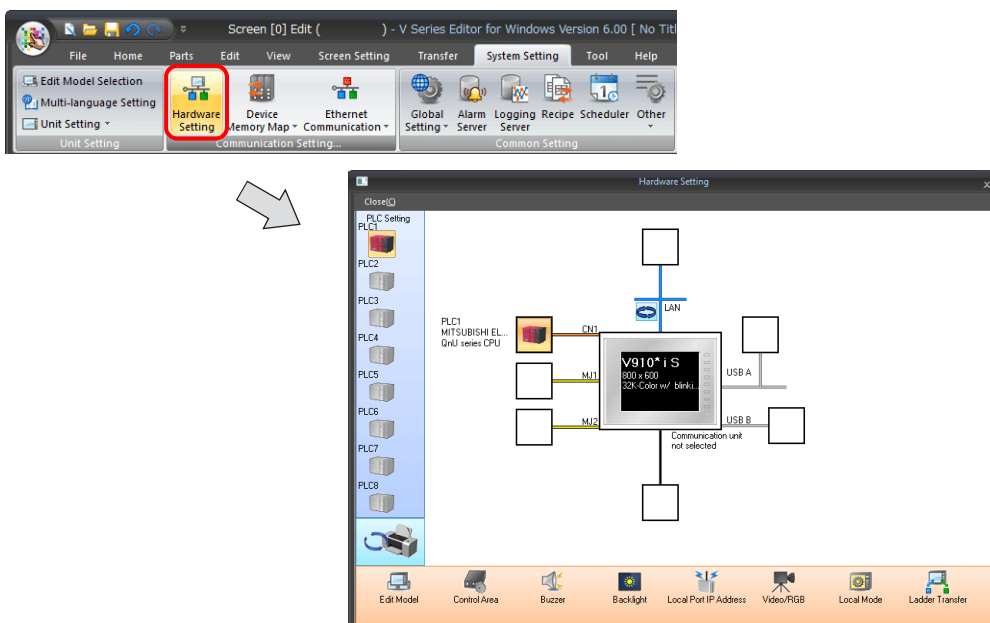 Screen [0] Edit ( ) - V Series Editor for Windows Version 6.00 [ No Titl
File Home Parts Edit View Screen Setting Transfer System Setting Tool Help
Edit Model Selection
Multi-language Setting
Unit Setting
Unit Setting
Hardware Setting
Device Memory Map
Ethernet Communication
Communication Setting...
Global Setting
Alarm Server
Logging Server
Recipe
Scheduler
Other
Common Setting
Hardware Setting
Close(C)
PLC Setting
PLC1
PLC2
PLC3
PLC4
PLC5
PLC6
PLC7
PLC8
LAN
PLC1
MITSUBISHI EL...
QnU series CPU
CN1
MJ1
MJ2
V910*i S
800 x 600
32K-Color w/ blinki...
USB A
USB B
Communication unit
not selected
Edit Model
Control Area
Buzzer
Backlight
Local Port IP Address
Video/RGB
Local Mode
Ladder Transfer